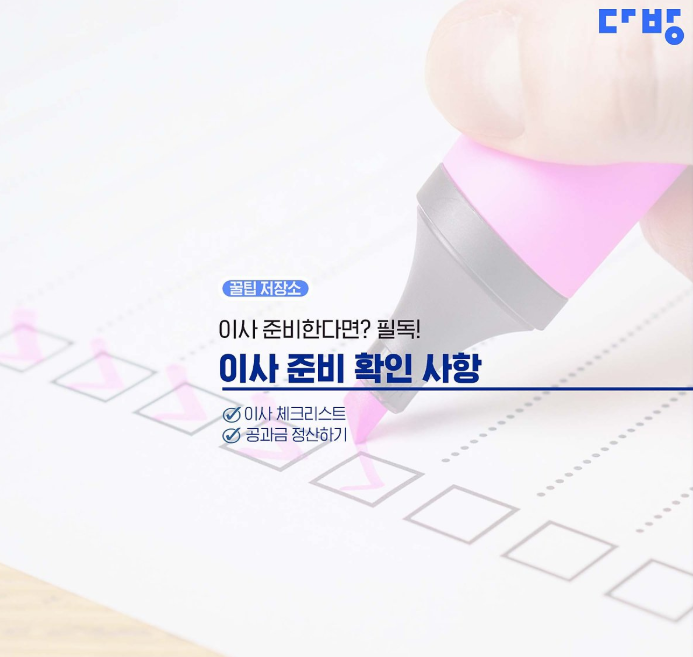 다방
꿀팁 저장소
이사 준비한다면? 필독!
이사 준비 확인 사항
이사 체크리스트
공과금 정산하기